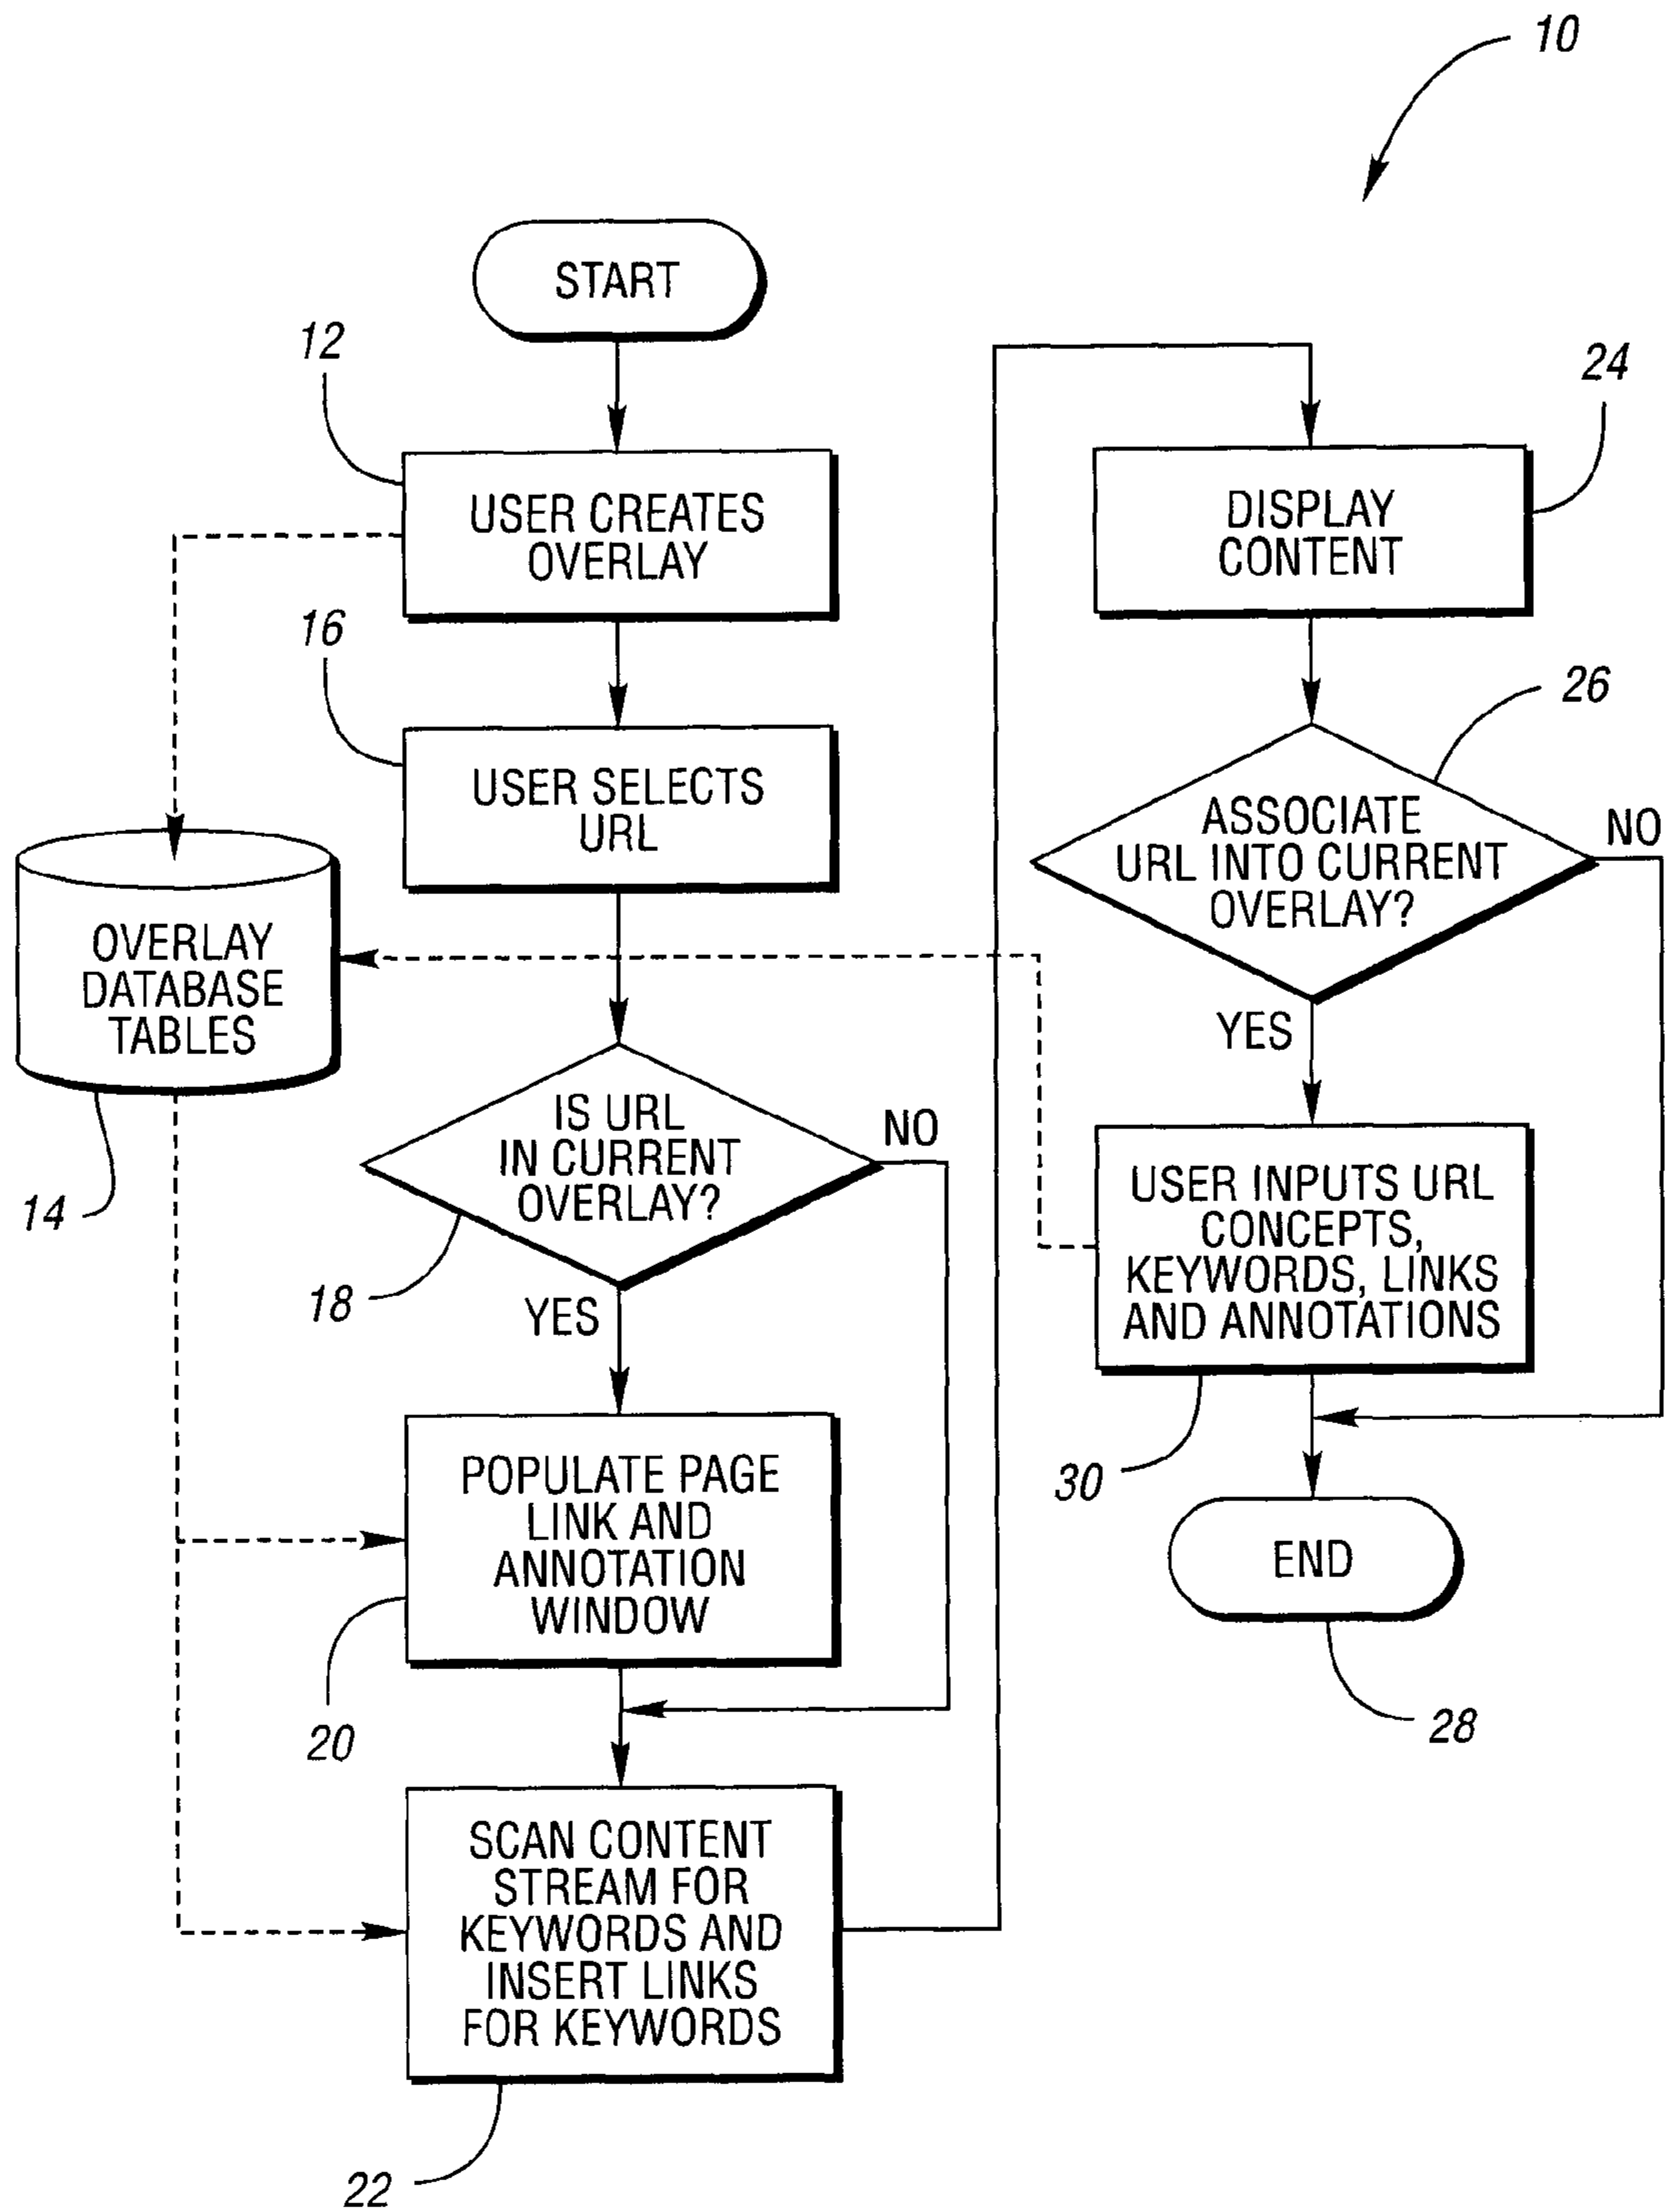 10
START
12
USER CREATES
OVERLAY
16
USER SELECTS
URL
OVERLAY
DATABASE
TABLES
14
IS URL
IN CURRENT
OVERLAY?
NO
18
YES
POPULATE PAGE
LINK AND
ANNOTATION
WINDOW
20
SCAN CONTENT
STREAM FOR
KEYWORDS AND
INSERT LINKS
FOR KEYWORDS
22
24
DISPLAY
CONTENT
26
ASSOCIATE
URL INTO CURRENT
OVERLAY?
NO
YES
USER INPUTS URL
CONCEPTS,
KEYWORDS, LINKS
AND ANNOTATIONS
30
END
28